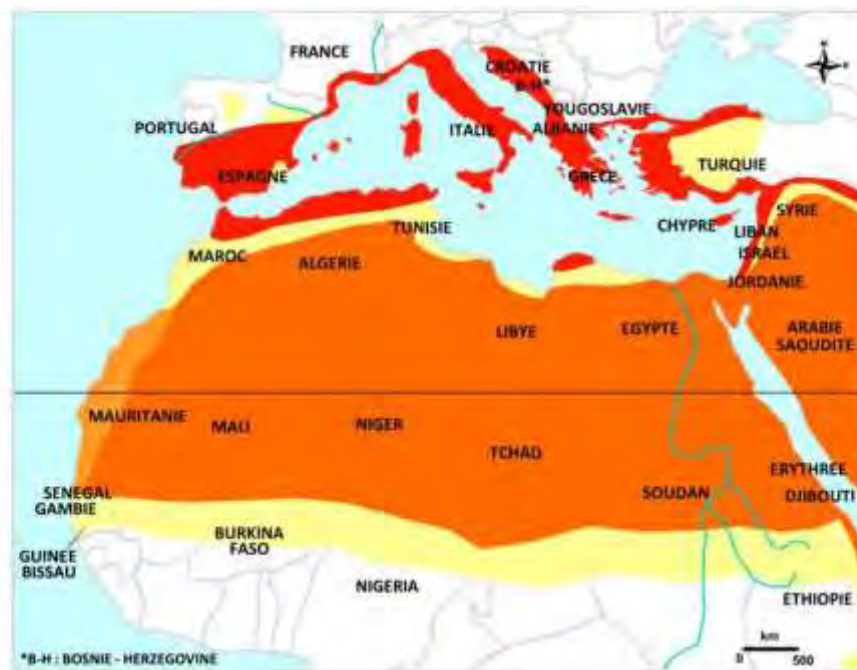 FRANCE
CROATIE
B-H*
YOUGOSLAVIE
PORTUGAL
ITALIE
ALBANIE
ESPAGNE
GRECE
TURQUIE
SYRIE
CHYPRE
LIBAN
TUNISIE
MAROC
ISRAEL
ALGERIE
JORDANIE
LIBYE
EGYPTE
ARABIE
SAOUDITE
MAURITANIE
MALI
NIGER
TCHAD
ERYTHREE
SENEGAL
SOUDAN
DJIBOUTI
GAMBIE
BURKINA
FASO
GUINEE
BISSAU
NIGERIA
ETHIOPIE
km
0 500
*B-H : BOSNIE - HERZEGOVINE